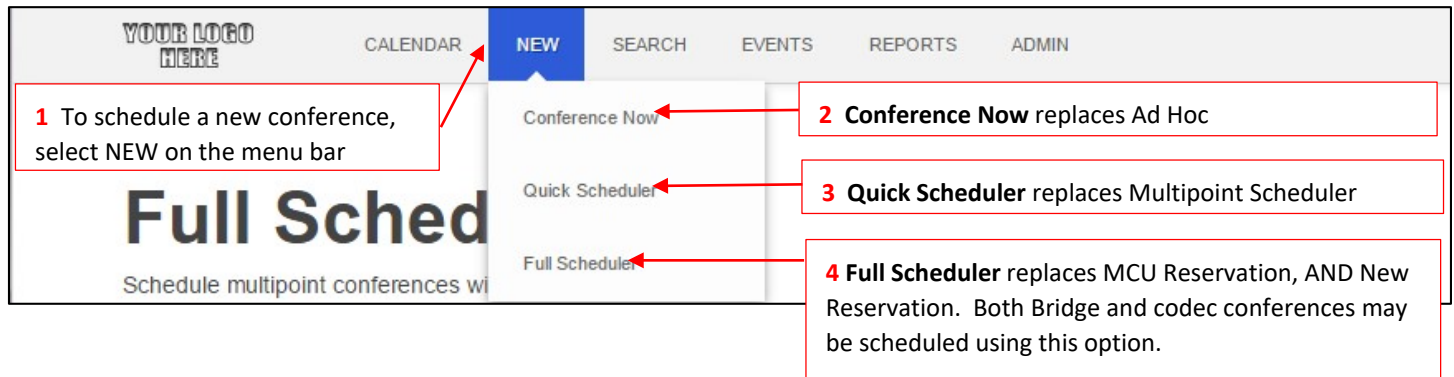 YOUR LOGO
HERE
CALENDAR NEW SEARCH EVENTS REPORTS ADMIN
1 To schedule a new conference,
select NEW on the menu bar
Conference Now
2 Conference Now replaces Ad Hoc
Quick Scheduler
3 Quick Scheduler replaces Multipoint Scheduler
Full Sched
Full Scheduler
4 Full Scheduler replaces MCU Reservation, AND New
Reservation. Both Bridge and codec conferences may
be scheduled using this option.
Schedule multipoint conferences wi